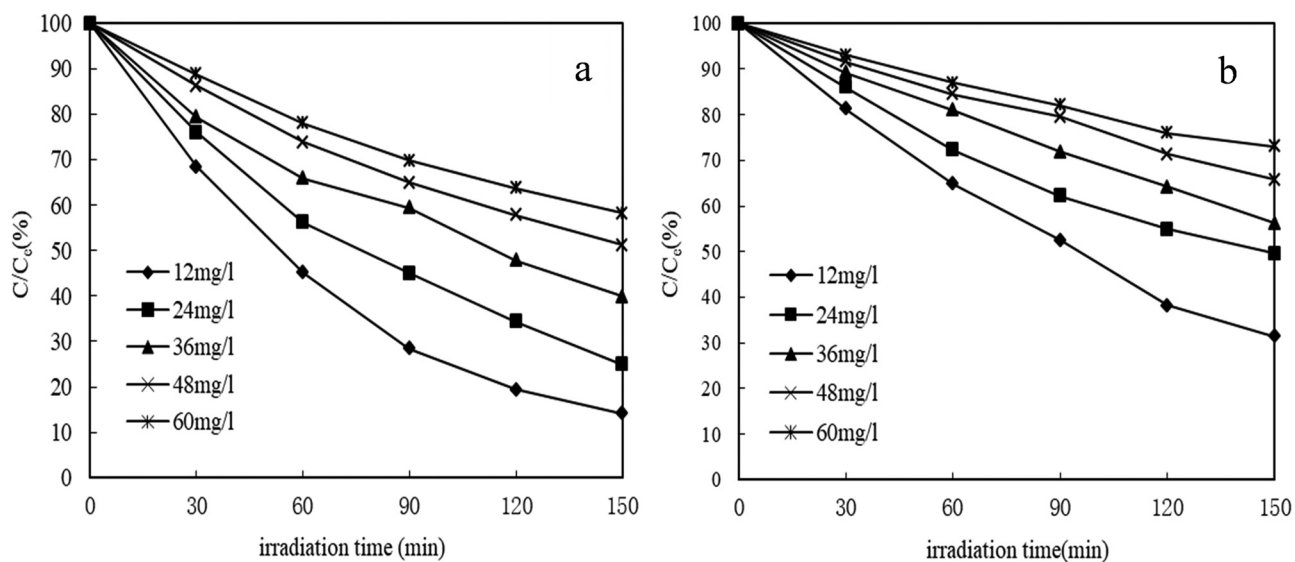 a
C/Cₑ(%)
100
90
80
70
60
50
40
30
20
10
0
12mg/l
24mg/l
36mg/l
48mg/l
60mg/l
0 30 60 90 120 150
irradiation time (min)
b
C/Cₑ(%)
100
90
80
70
60
50
40
30
20
10
0
12mg/l
24mg/l
36mg/l
48mg/l
60mg/l
0 30 60 90 120 150
irradiation time(min)